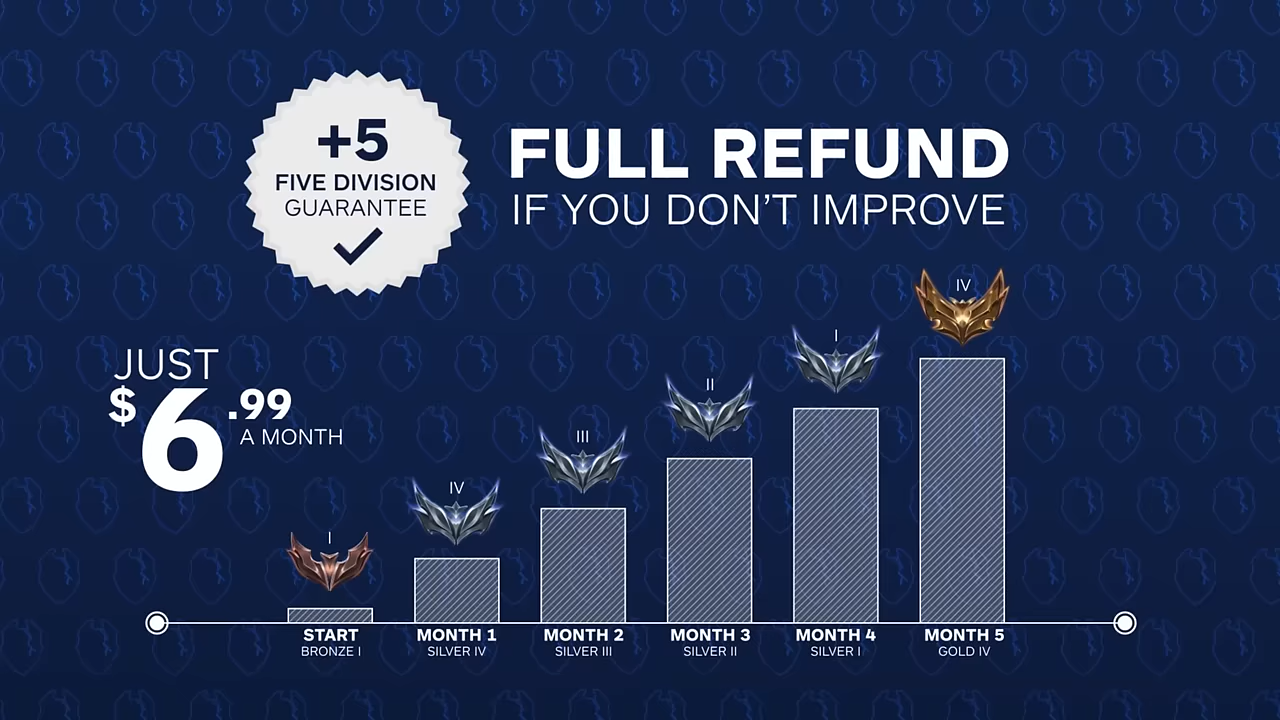 +5
FIVE DIVISION
GUARANTEE
FULL REFUND
IF YOU DON'T IMPROVE
JUST
$6.99
A MONTH
I
IV
III
II
I
IV
START
BRONZE I
MONTH 1
SILVER IV
MONTH 2
SILVER III
MONTH 3
SILVER II
MONTH 4
SILVER I
MONTH 5
GOLD IV